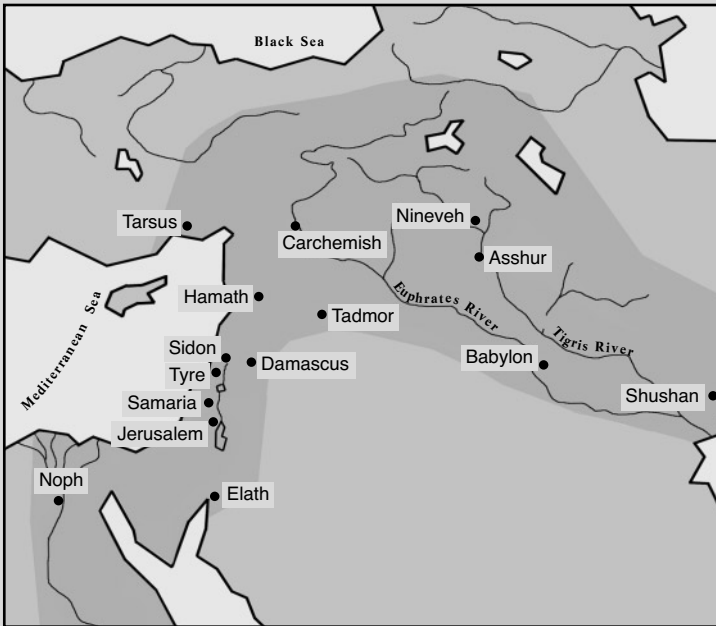 Black Sea
Tarsus
Carchemish
Nineveh
Asshur
Hamath
Tadmor
Euphrates River
Tigris River
Mediterranean Sea
Sidon
Damascus
Tyre
Babylon
Samaria
Shushan
Jerusalem
Noph
Elath